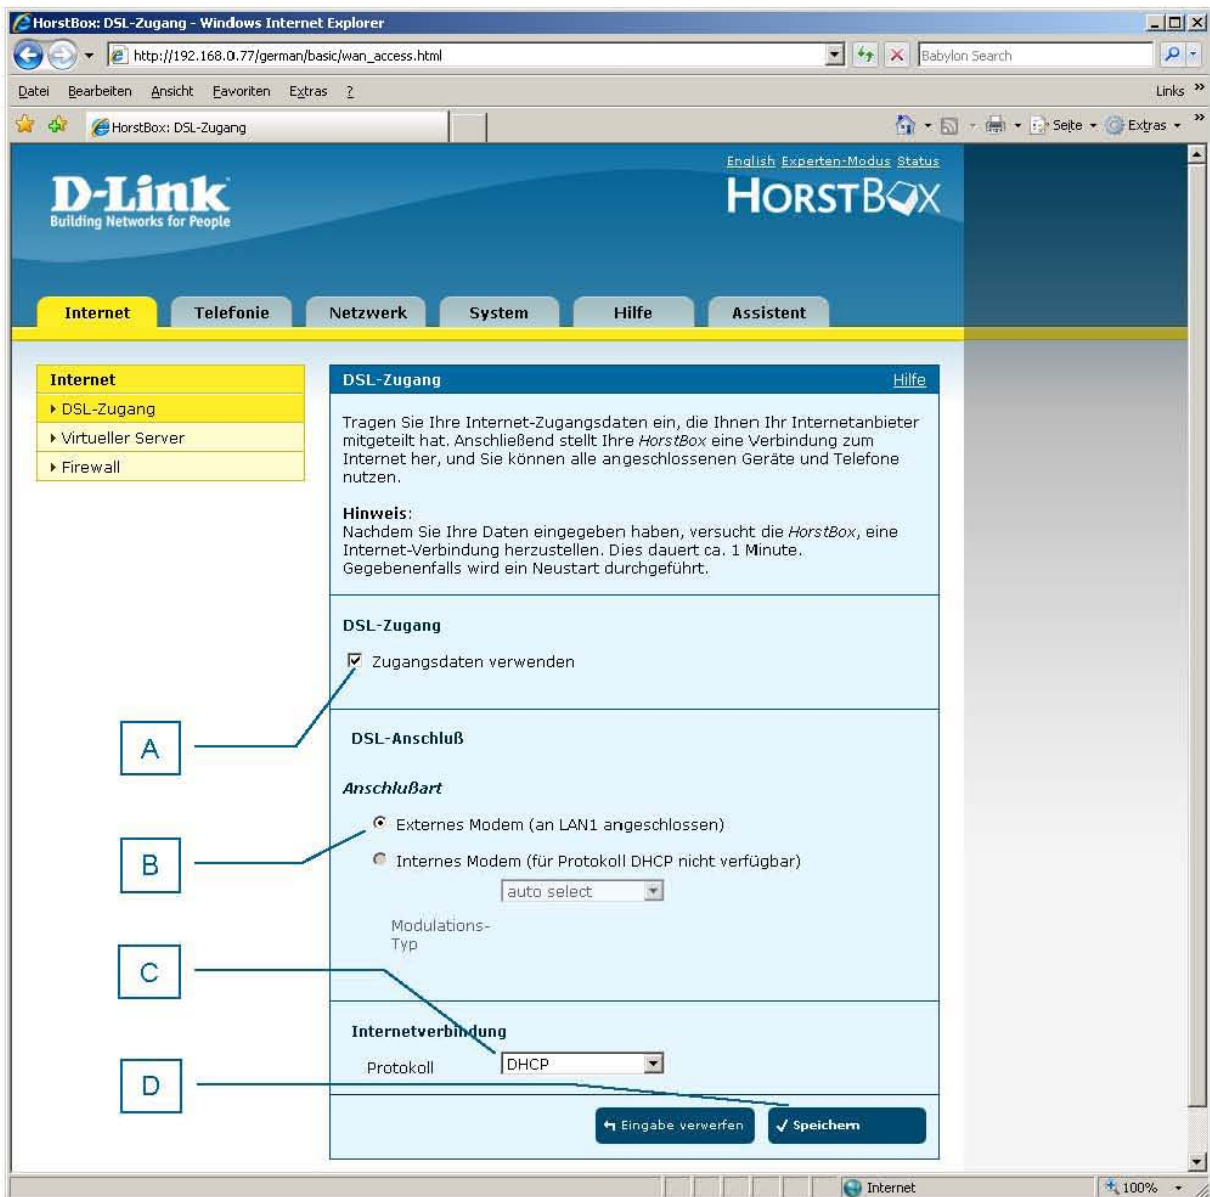 HorstBox: DSL-Zugang - Windows Internet Explorer
http://192.168.0.77/german/basic/wan_access.html
Babylon Search
Datei Bearbeiten Ansicht Favoriten Extras ?
Links »
HorstBox: DSL-Zugang
Seite Extras »
English Experten-Modus Status
D-Link
Building Networks for People
HORSTBOX
Internet Telefonie Netzwerk System Hilfe Assistent
Internet
DSL-Zugang
Virtueller Server
Firewall
DSL-Zugang Hilfe
Tragen Sie Ihre Internet-Zugangsdaten ein, die Ihnen Ihr Internetanbieter
mitgeteilt hat. Anschließend stellt Ihre HorstBox eine Verbindung zum
Internet her, und Sie können alle angeschlossenen Geräte und Telefone
nutzen.
Hinweis:
Nachdem Sie Ihre Daten eingegeben haben, versucht die HorstBox, eine
Internet-Verbindung herzustellen. Dies dauert ca. 1 Minute.
Gegebenenfalls wird ein Neustart durchgeführt.
DSL-Zugang
Zugangsdaten verwenden
A
DSL-Anschluß
Anschlußart
Externes Modem (an LAN1 angeschlossen)
B
Internes Modem (für Protokoll DHCP nicht verfügbar)
auto select
Modulations-
Typ
C
Internetverbindung
Protokoll DHCP
D
Eingabe verwerfen Speichern
Internet 100%